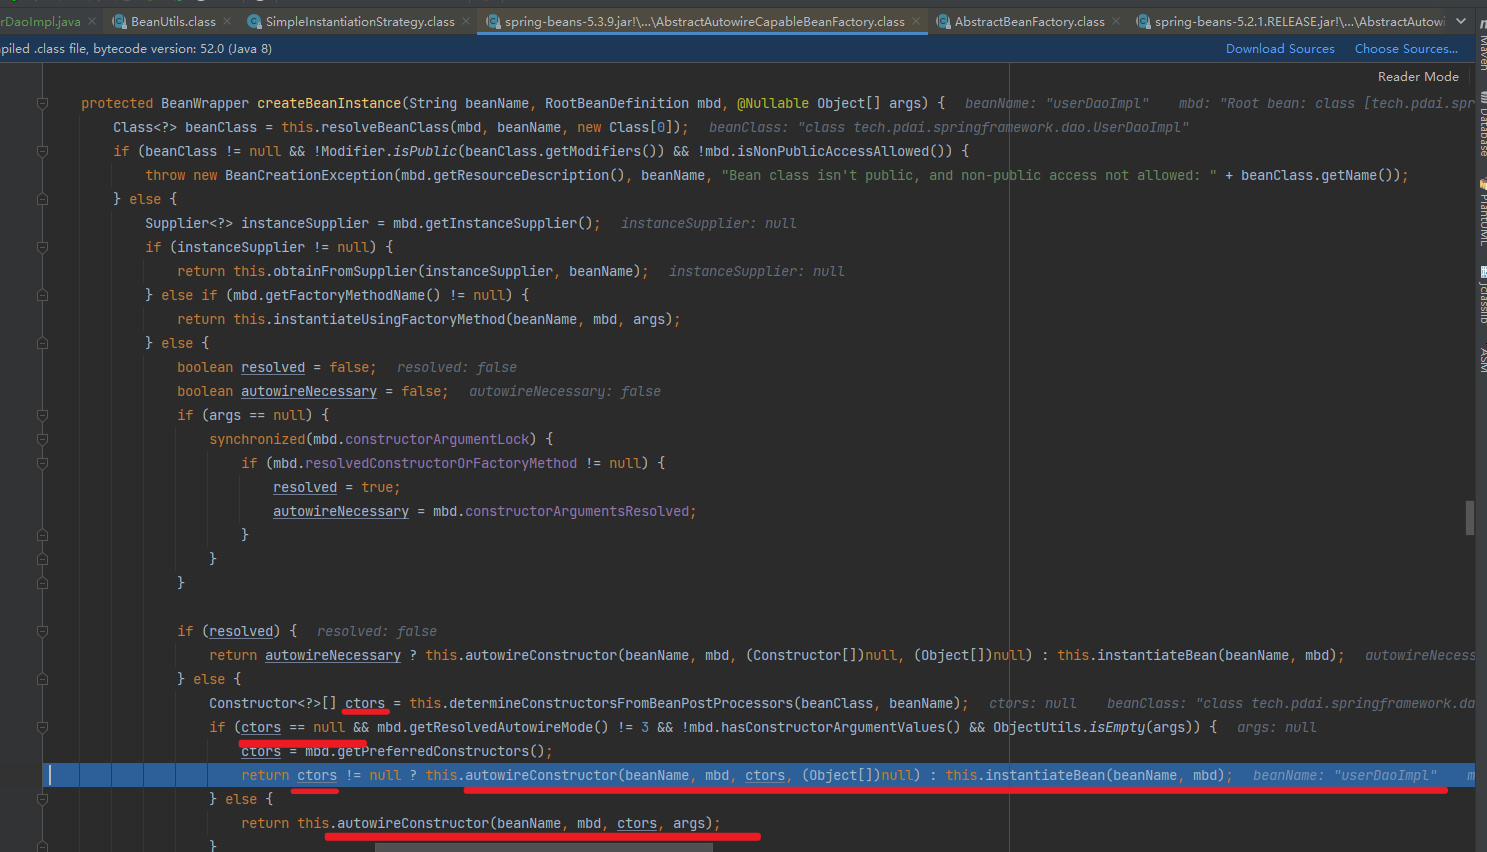 rDaoImpl.java BeanUtils.class SimpleInstantiationStrategy.class spring-beans-5.3.9.jar!\...\AbstractAutowireCapableBeanFactory.class AbstractBeanFactory.class spring-beans-5.2.1.RELEASE.jar!\...\AbstractAutowi
piled .class file, bytecode version: 52.0 (Java 8) Download Sources Choose Sources...
Reader Mode
protected BeanWrapper createBeanInstance(String beanName, RootBeanDefinition mbd, @Nullable Object[] args) { beanName: "userDaoImpl" mbd: "Root bean: class [tech.pdai.spr
Class<?> beanClass = this.resolveBeanClass(mbd, beanName, new Class[0]); beanClass: "class tech.pdai.springframework.dao.UserDaoImpl"
if (beanClass != null && !Modifier.isPublic(beanClass.getModifiers()) && !mbd.isNonPublicAccessAllowed()) {
throw new BeanCreationException(mbd.getResourceDescription(), beanName, "Bean class isn't public, and non-public access not allowed: " + beanClass.getName());
} else {
Supplier<?> instanceSupplier = mbd.getInstanceSupplier(); instanceSupplier: null
if (instanceSupplier != null) {
return this.obtainFromSupplier(instanceSupplier, beanName); instanceSupplier: null
} else if (mbd.getFactoryMethodName() != null) {
return this.instantiateUsingFactoryMethod(beanName, mbd, args);
} else {
boolean resolved = false; resolved: false
boolean autowireNecessary = false; autowireNecessary: false
if (args == null) {
synchronized(mbd.constructorArgumentLock) {
if (mbd.resolvedConstructorOrFactoryMethod != null) {
resolved = true;
autowireNecessary = mbd.constructorArgumentsResolved;
}
}
}
if (resolved) { resolved: false
return autowireNecessary ? this.autowireConstructor(beanName, mbd, (Constructor[])null, (Object[])null) : this.instantiateBean(beanName, mbd); autowireNecess
} else {
Constructor<?>[] ctors = this.determineConstructorsFromBeanPostProcessors(beanClass, beanName); ctors: null beanClass: "class tech.pdai.springframework.da
if (ctors == null && mbd.getResolvedAutowireMode() != 3 && !mbd.hasConstructorArgumentValues() && ObjectUtils.isEmpty(args)) { args: null
ctors = mbd.getPreferredConstructors();
return ctors != null ? this.autowireConstructor(beanName, mbd, ctors, (Object[])null) : this.instantiateBean(beanName, mbd); beanName: "userDaoImpl" m
} else {
return this.autowireConstructor(beanName, mbd, ctors, args);
}
Maven
Database
PlantUML
jclasslib
ASM